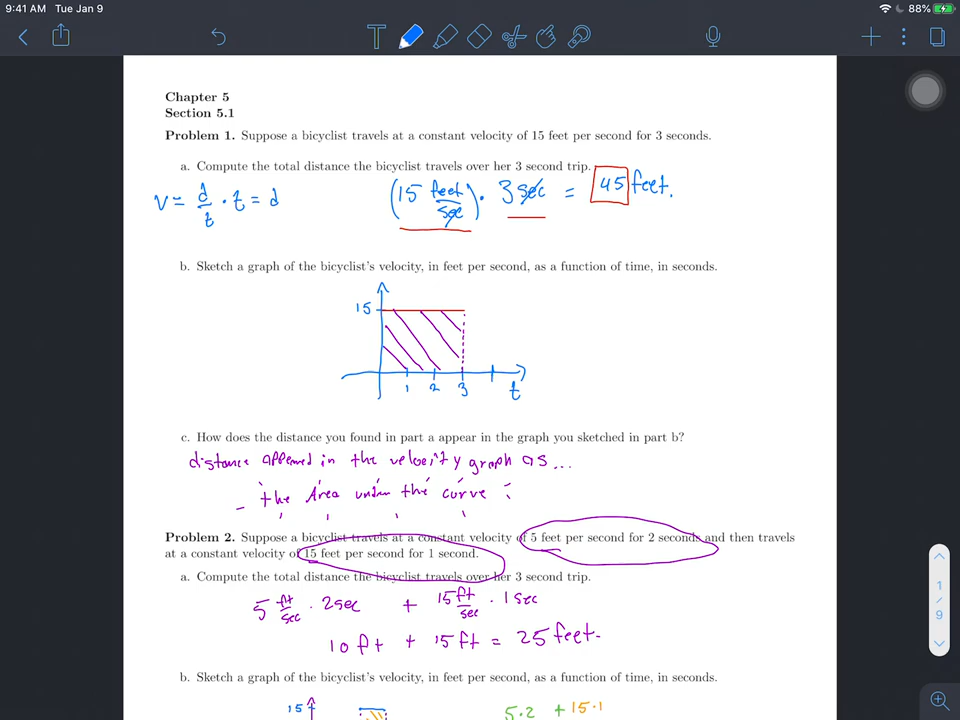 9:41 AM Tue Jan 9
88%
Chapter 5
Section 5.1
Problem 1. Suppose a bicyclist travels at a constant velocity of 15 feet per second for 3 seconds.
a. Compute the total distance the bicyclist travels over her 3 second trip.
V = d/t · t = d
(15 feet/sec) · 3 sec = 45 feet.
b. Sketch a graph of the bicyclist's velocity, in feet per second, as a function of time, in seconds.
15
1 2 3 t
c. How does the distance you found in part a appear in the graph you sketched in part b?
distance appeared in the velocity graph as ...
the Area under the curve
Problem 2. Suppose a bicyclist travels at a constant velocity of 5 feet per second for 2 seconds and then travels
at a constant velocity of 15 feet per second for 1 second.
a. Compute the total distance the bicyclist travels over her 3 second trip.
5 ft/sec · 2sec + 15 ft/sec · 1 sec
10 ft + 15 ft = 25 feet.
b. Sketch a graph of the bicyclist's velocity, in feet per second, as a function of time, in seconds.
15 5·2 + 15·1
1
/
9